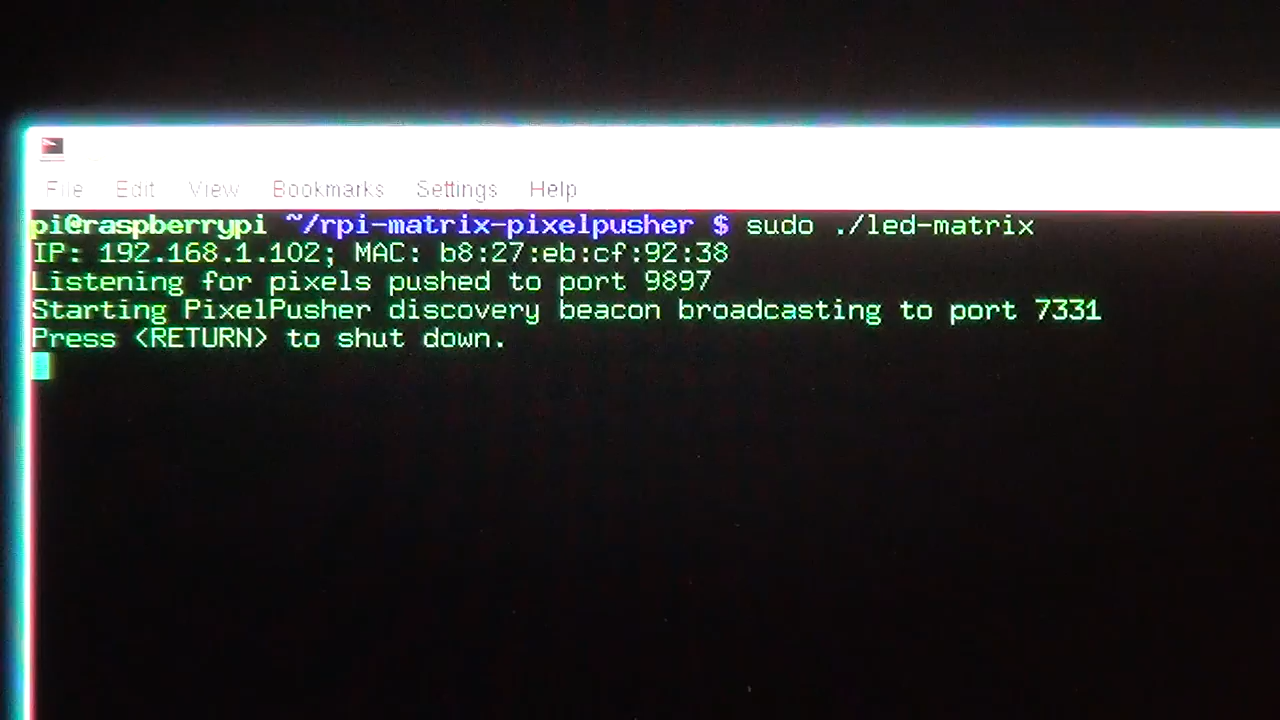 File Edit View Bookmarks Settings Help
pi@raspberrypi ~/rpi-matrix-pixelpusher $ sudo ./led-matrix
IP: 192.168.1.102; MAC: b8:27:eb:cf:92:38
Listening for pixels pushed to port 9897
Starting PixelPusher discovery beacon broadcasting to port 7331
Press <RETURN> to shut down.